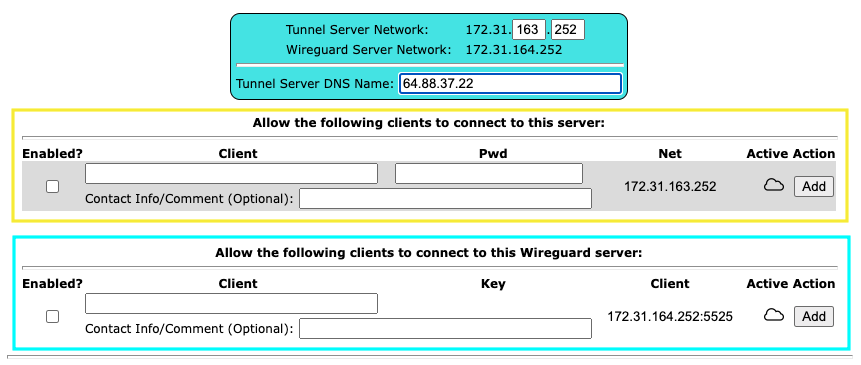 Tunnel Server Network: 172.31. 163 . 252
Wireguard Server Network: 172.31.164.252
Tunnel Server DNS Name: 64.88.37.22
Allow the following clients to connect to this server:
Enabled? Client Pwd Net Active Action
172.31.163.252 Add
Contact Info/Comment (Optional):
Allow the following clients to connect to this Wireguard server:
Enabled? Client Key Client Active Action
172.31.164.252:5525 Add
Contact Info/Comment (Optional):